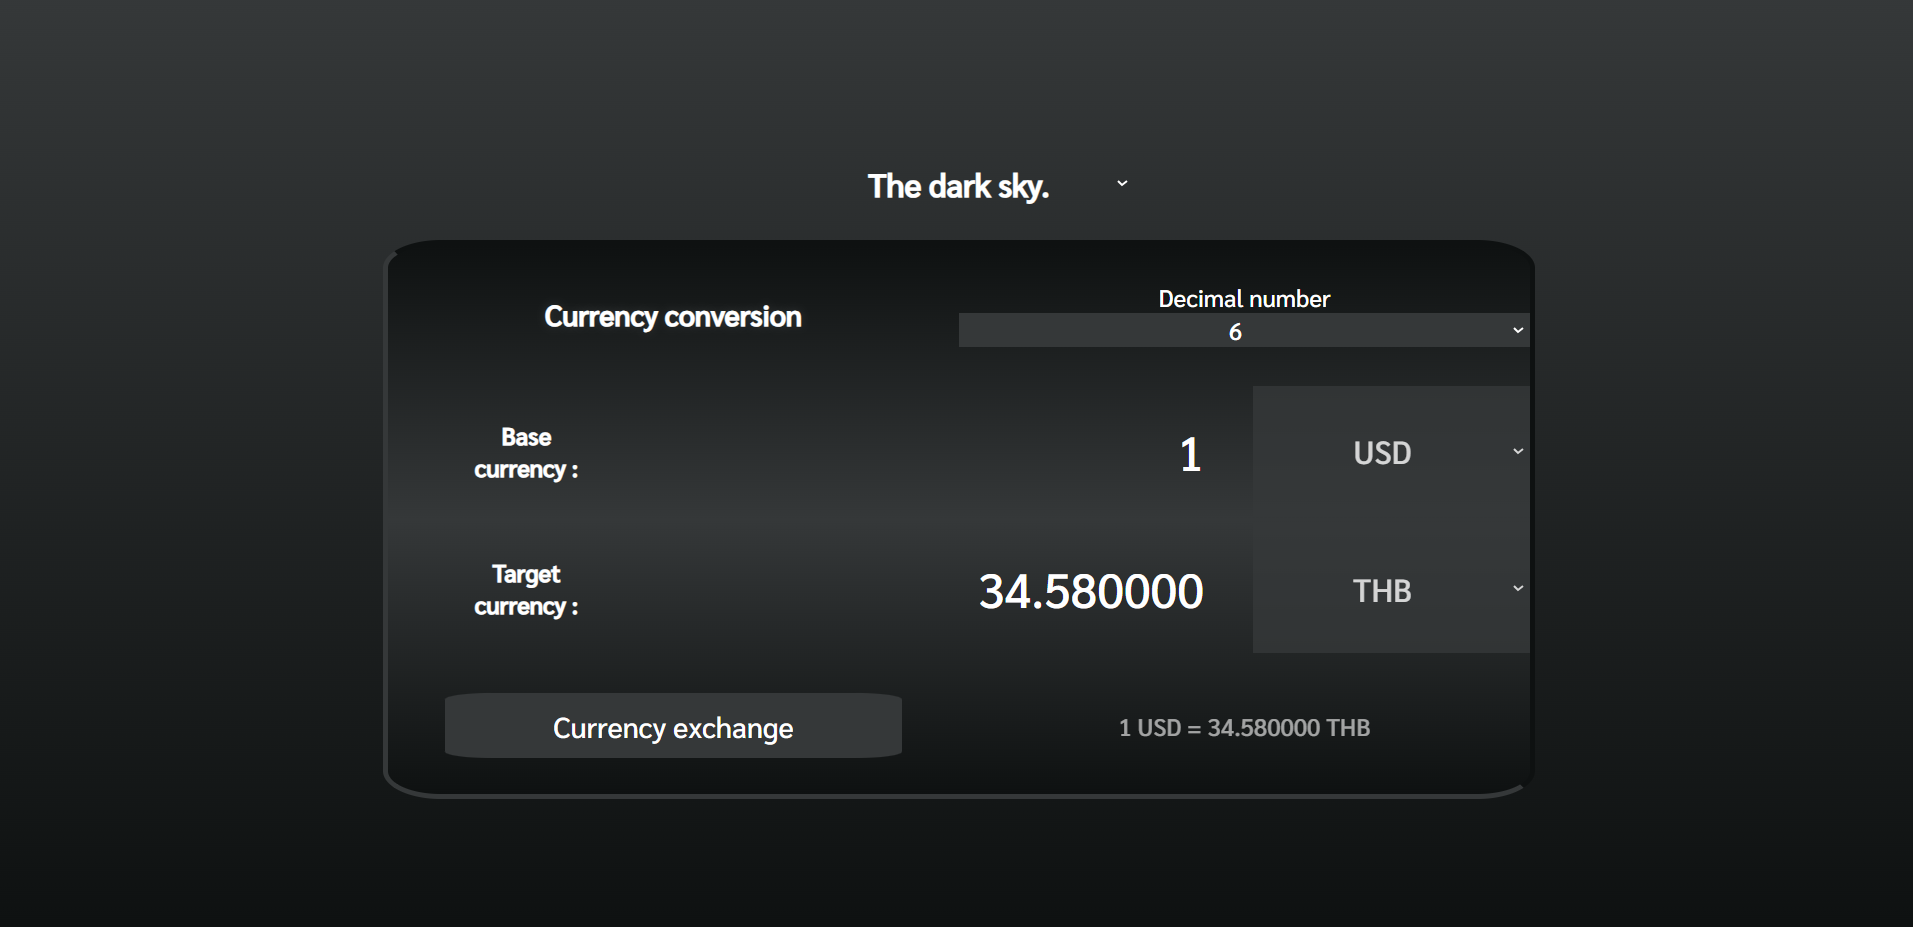 The dark sky.
Currency conversion
Decimal number
6
Base
currency :
1
USD
Target
currency :
34.580000
THB
Currency exchange
1 USD = 34.580000 THB